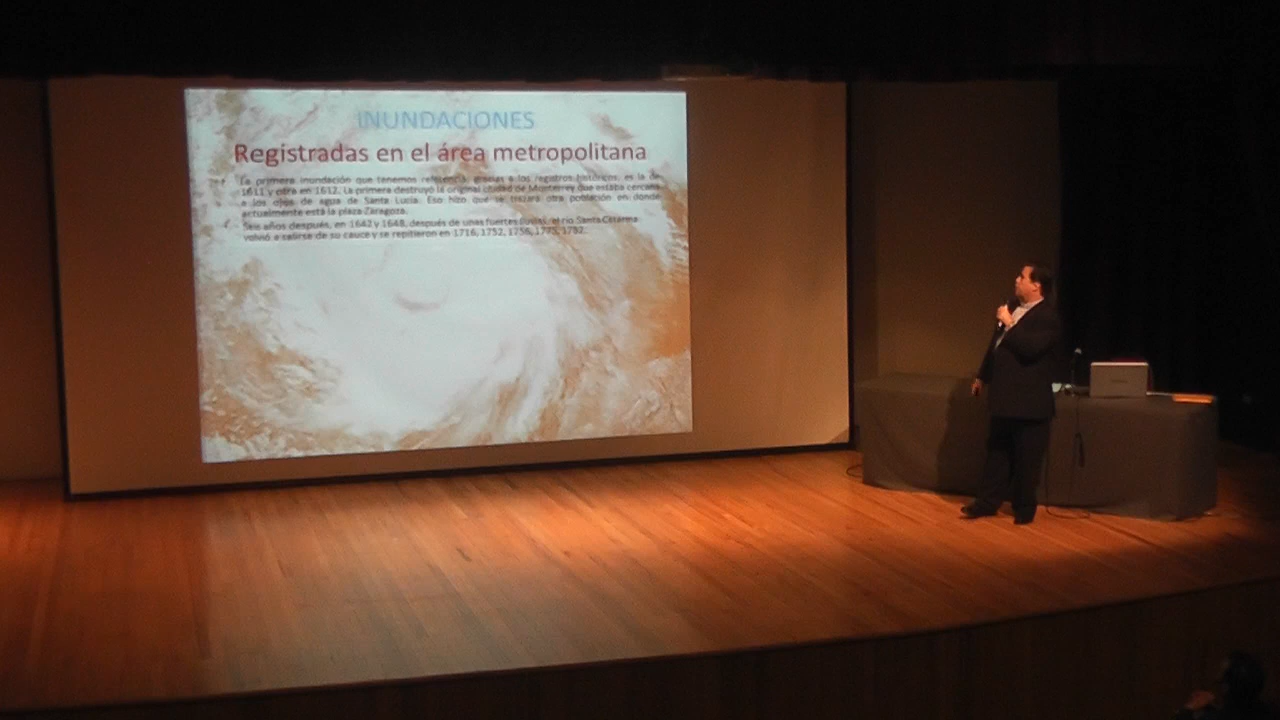 INUNDACIONES
Registradas en el área metropolitana
La primera inundación que tenemos referencia, gracias a los registros históricos, es la de
1611 y otra en 1612. La primera destruyó la original ciudad de Monterrey que estaba cercana
a los ojos de agua de Santa Lucía. Eso hizo que se trazara otra población en donde
actualmente está la plaza Zaragoza.
Seis años después, en 1642 y 1648, después de unas fuertes lluvias, el río Santa Catarina
volvió a salirse de su cauce y se repitieron en 1716, 1752, 1756, 1775, 1782.